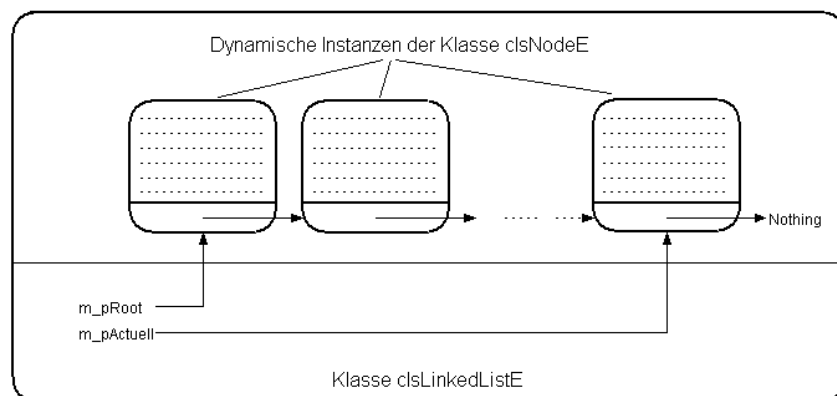 Dynamische Instanzen der Klasse clsNodeE
Nothing
m_pRoot
m_pActuell
Klasse clsLinkedListE